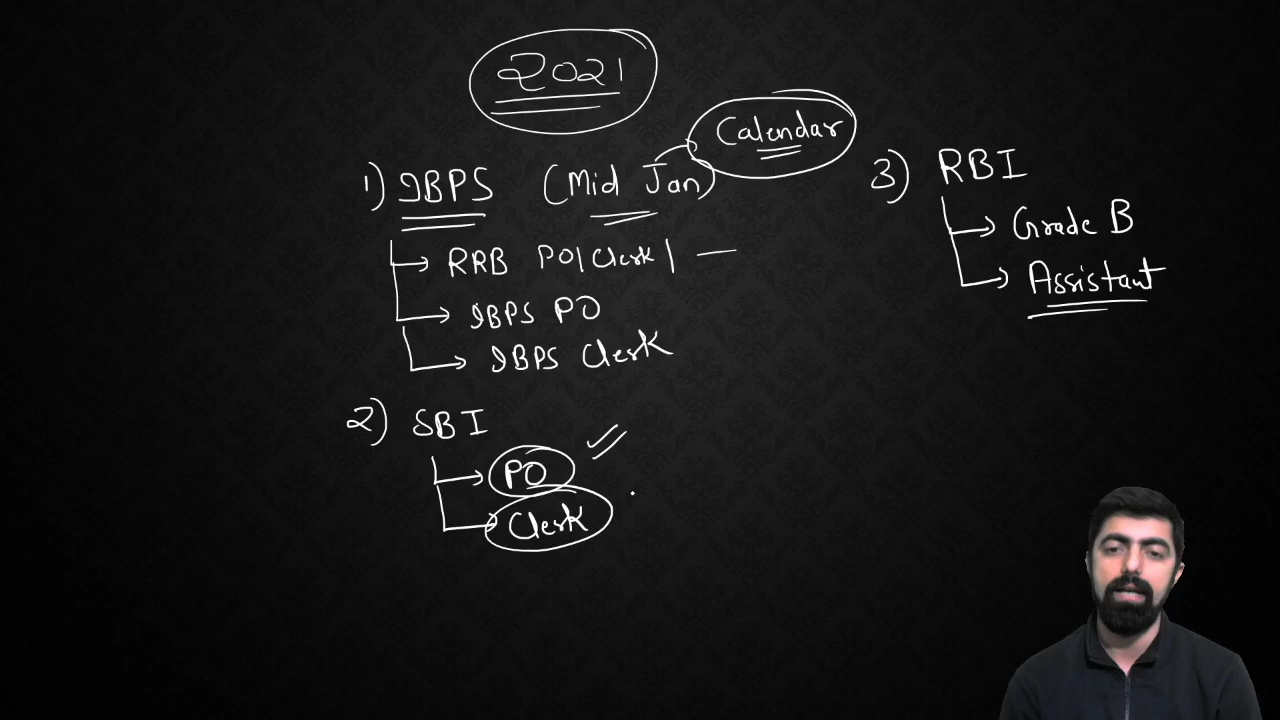 2021
Calendar
1) IBPS (Mid Jan)
RRB PO/Clerk/ —
IBPS PO
IBPS Clerk
2) SBI
PO
Clerk
3) RBI
Grade B
Assistant